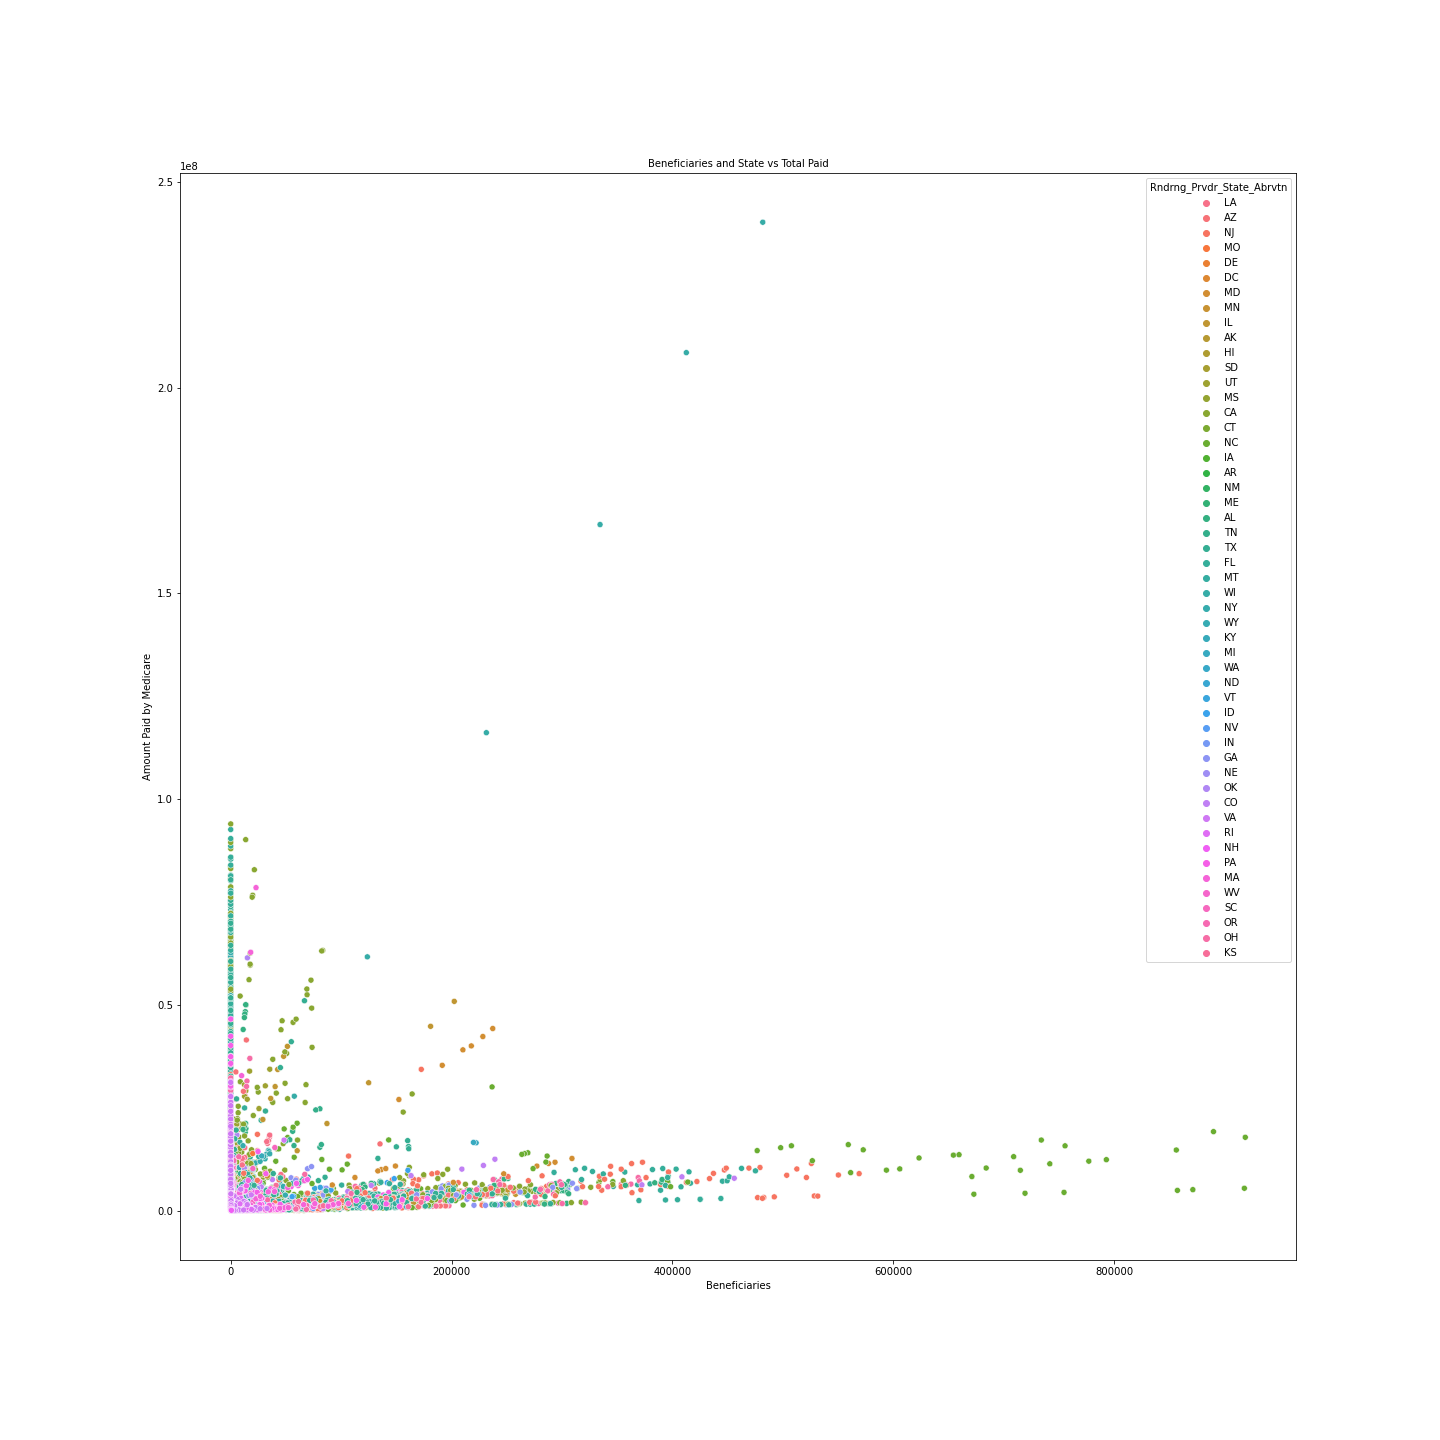 Beneficiaries and State vs Total Paid
1e8
2.5
2.0
1.5
1.0
0.5
0.0
Amount Paid by Medicare
0
200000
400000
600000
800000
Beneficiaries
Rndrng_Prvdr_State_Abrvtn
LA
AZ
NJ
MO
DE
DC
MD
MN
IL
AK
HI
SD
UT
MS
CA
CT
NC
IA
AR
NM
ME
AL
TN
TX
FL
MT
WI
NY
WY
KY
MI
WA
ND
VT
ID
NV
IN
GA
NE
OK
CO
VA
RI
NH
PA
MA
WV
SC
OR
OH
KS